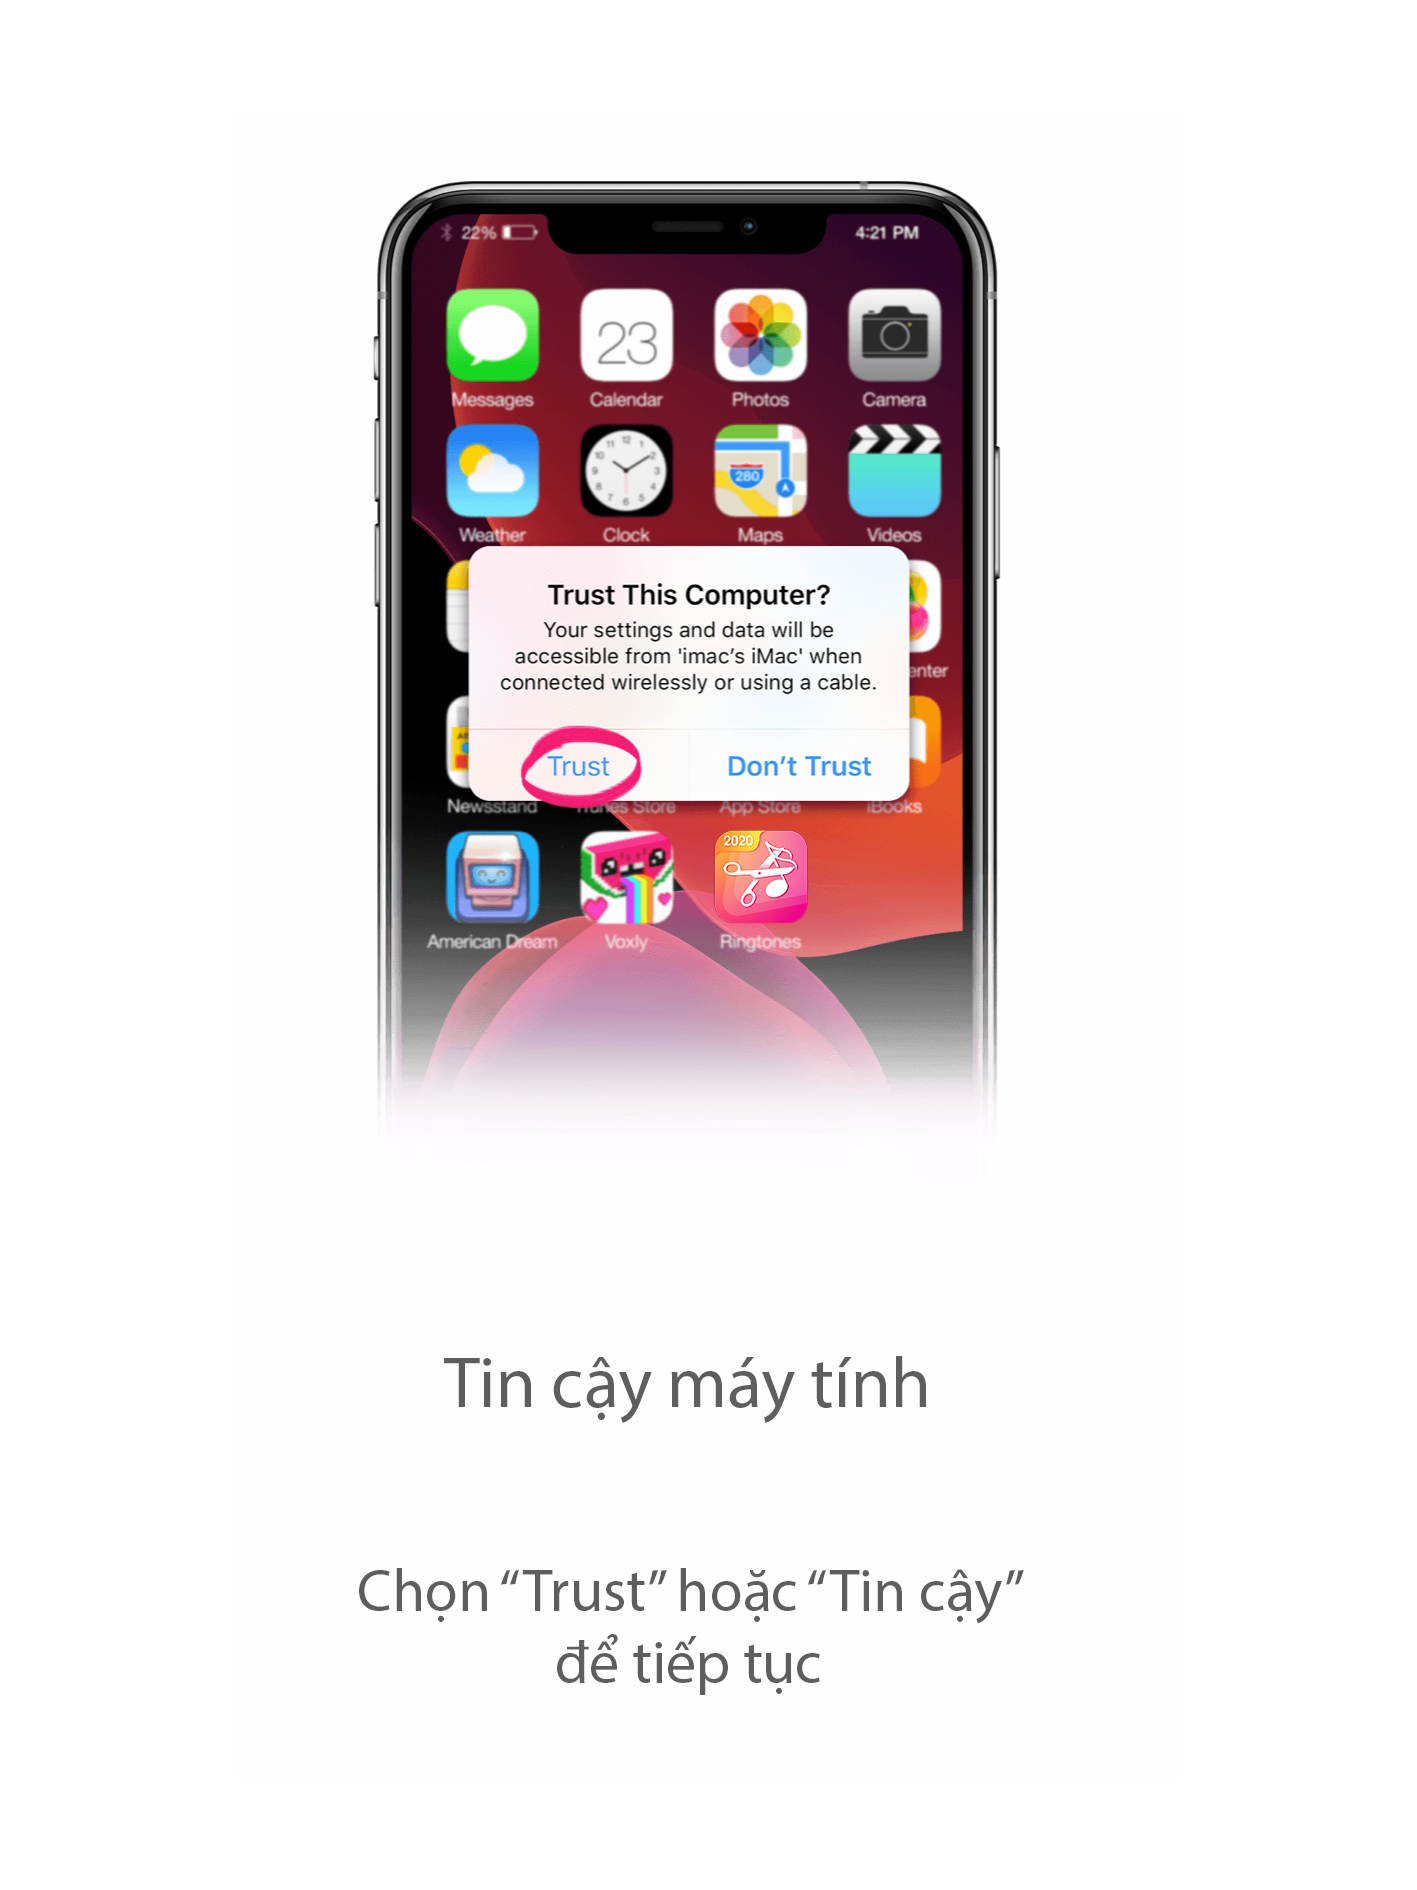 22%
4:21 PM
23
Messages
Calendar
Photos
Camera
280
Weather
Clock
Maps
Videos
Trust This Computer?
Your settings and data will be
accessible from 'imac’s iMac' when
connected wirelessly or using a cable.
Trust
Don’t Trust
Newsstand
iTunes Store
App Store
iBooks
2020
American Dream
Voxly
Ringtones
Tin cậy máy tính
Chọn “Trust” hoặc “Tin cậy”
để tiếp tục